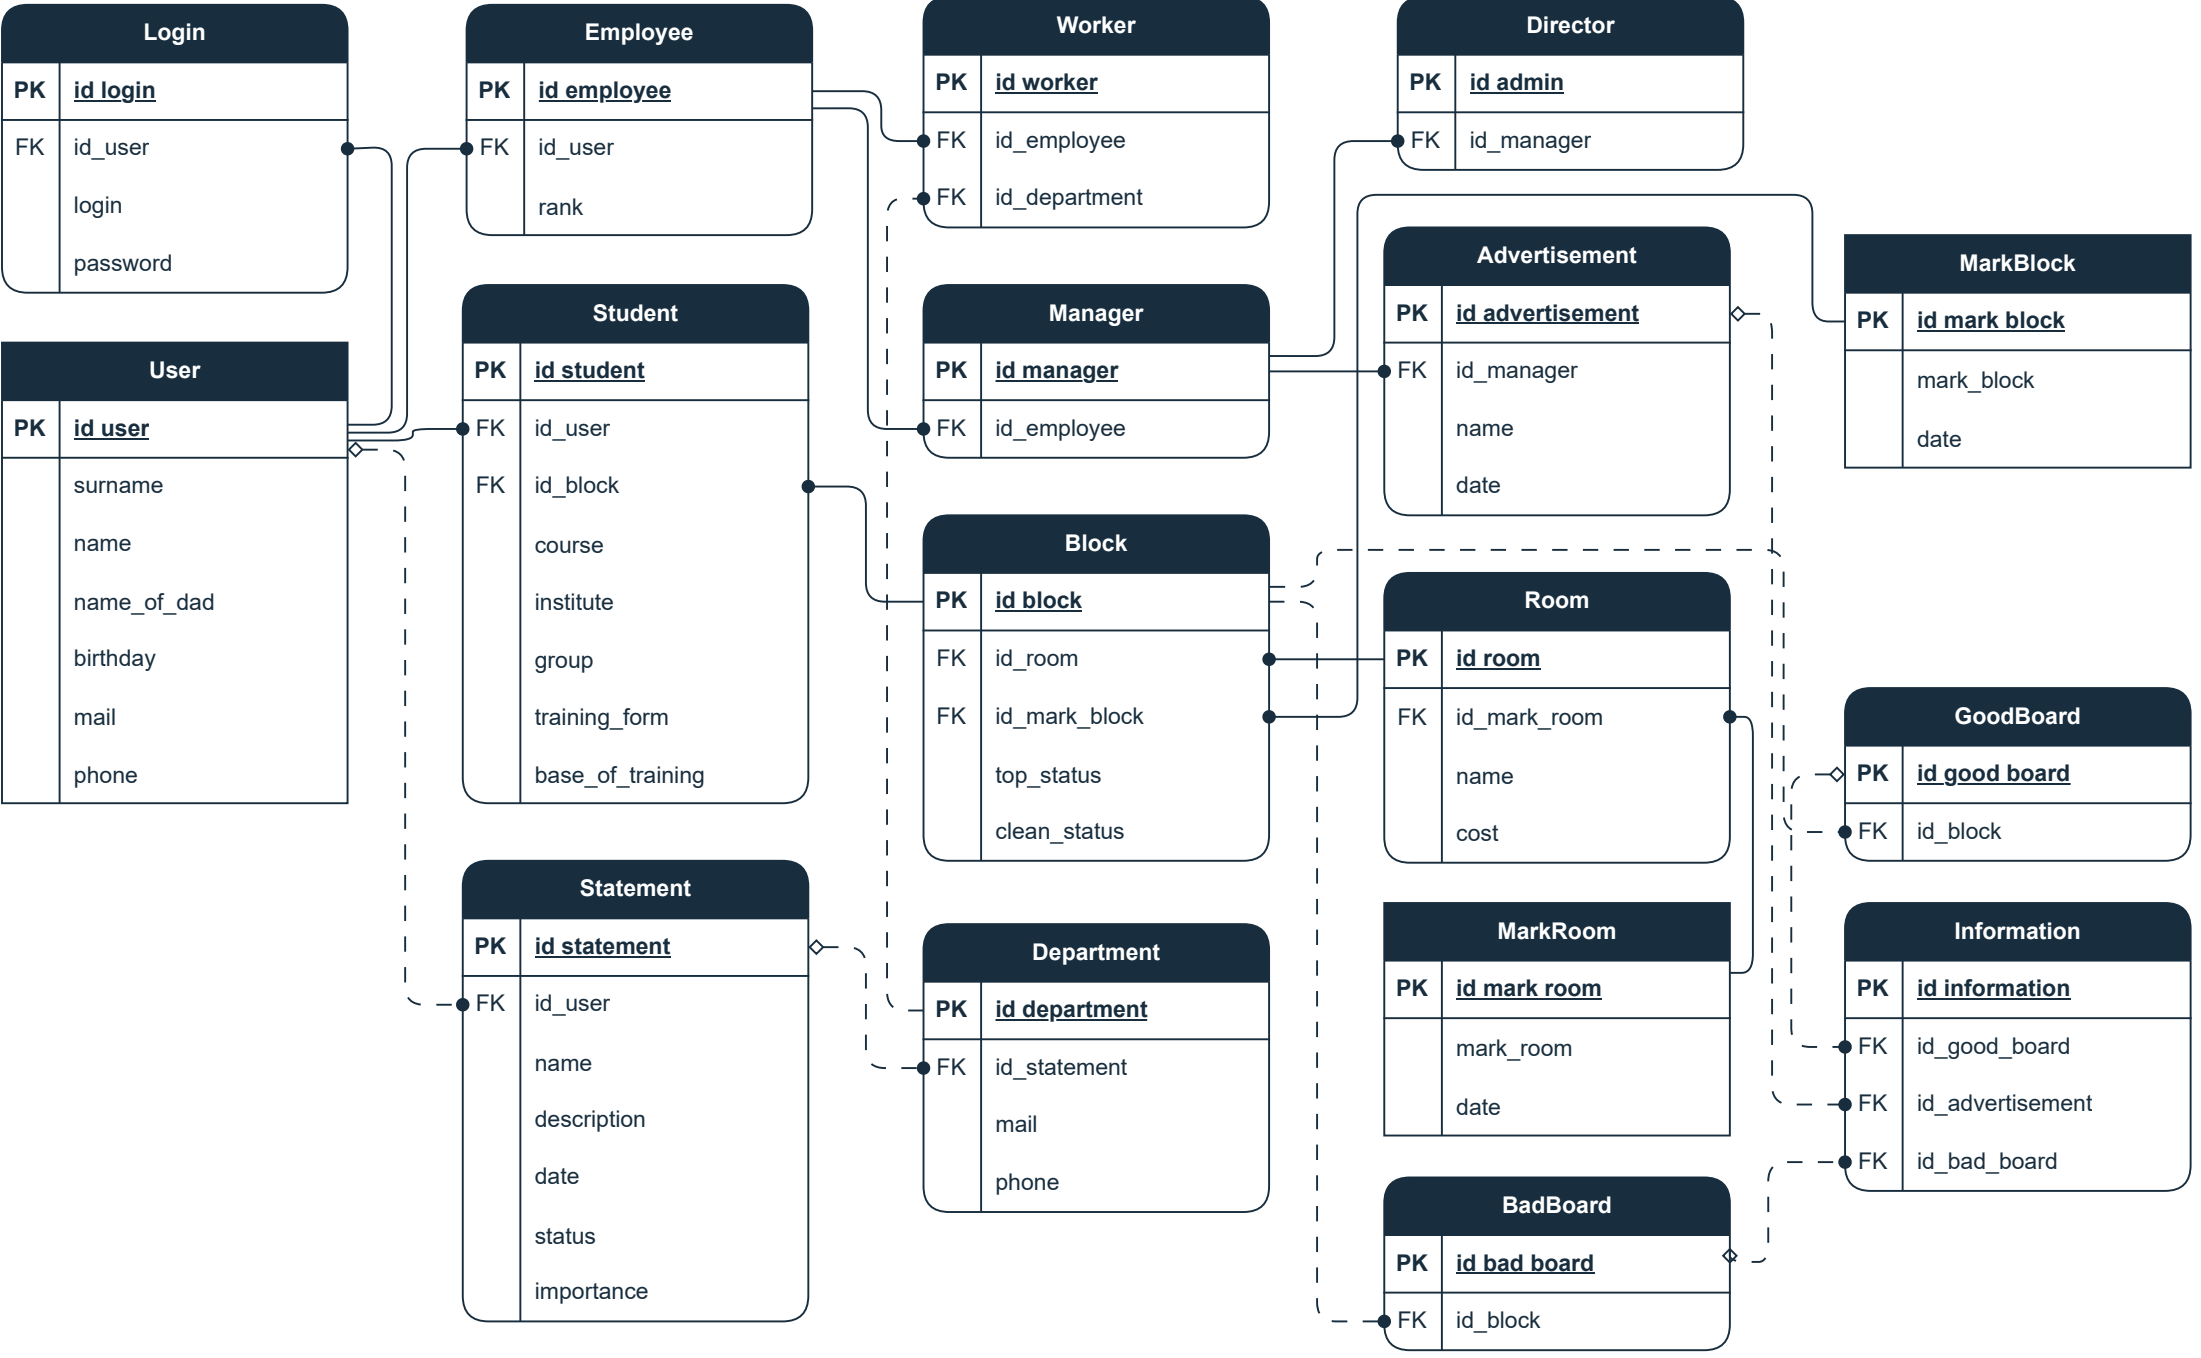 Login
PK id login
FK id_user
login
password
User
PK id user
surname
name
name_of_dad
birthday
mail
phone
Employee
PK id employee
FK id_user
rank
Student
PK id student
FK id_user
FK id_block
course
institute
group
training_form
base_of_training
Statement
PK id statement
FK id_user
name
description
date
status
importance
Worker
PK id worker
FK id_employee
FK id_department
Manager
PK id manager
FK id_employee
Block
PK id block
FK id_room
FK id_mark_block
top_status
clean_status
Department
PK id department
FK id_statement
mail
phone
Director
PK id admin
FK id_manager
Advertisement
PK id advertisement
FK id_manager
name
date
Room
PK id room
FK id_mark_room
name
cost
MarkRoom
PK id mark room
mark_room
date
BadBoard
PK id bad board
FK id_block
MarkBlock
PK id mark block
mark_block
date
GoodBoard
PK id good board
FK id_block
Information
PK id information
FK id_good_board
FK id_advertisement
FK id_bad_board